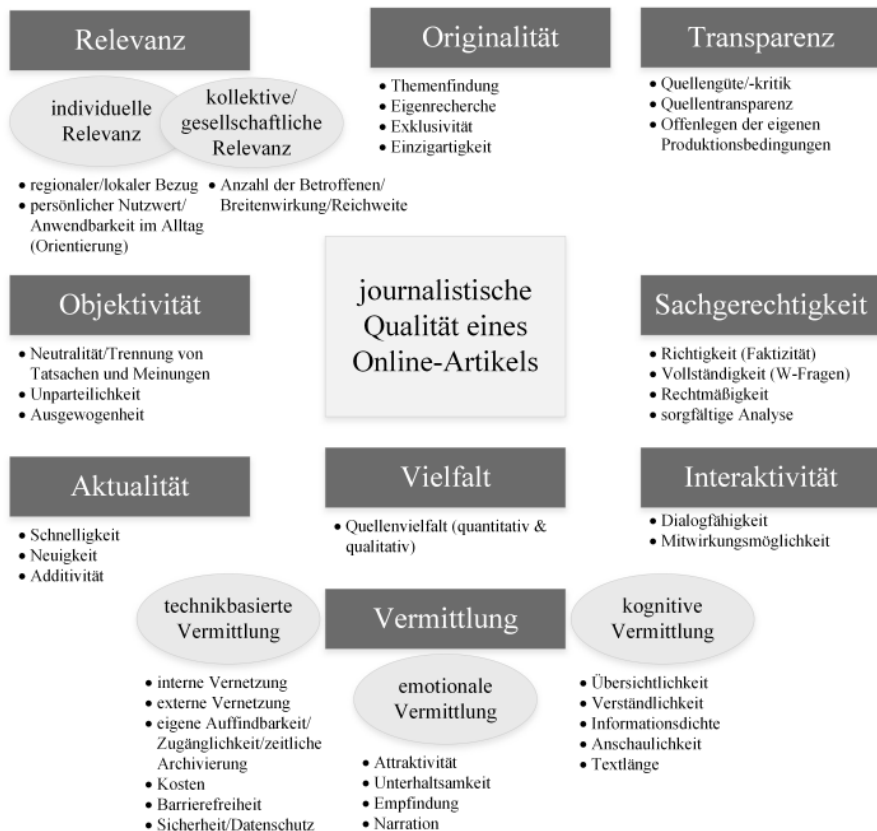 Relevanz
individuelle
Relevanz
kollektive/
gesellschaftliche
Relevanz
• regionaler/lokaler Bezug
• persönlicher Nutzwert/
Anwendbarkeit im Alltag
(Orientierung)
• Anzahl der Betroffenen/
Breitenwirkung/Reichweite
Originalität
• Themenfindung
• Eigenrecherche
• Exklusivität
• Einzigartigkeit
Transparenz
• Quellengüte/-kritik
• Quellentransparenz
• Offenlegen der eigenen
Produktionsbedingungen
journalistische
Qualität eines
Online-Artikels
Objektivität
• Neutralität/Trennung von
Tatsachen und Meinungen
• Unparteilichkeit
• Ausgewogenheit
Sachgerechtigkeit
• Richtigkeit (Faktizität)
• Vollständigkeit (W-Fragen)
• Rechtmäßigkeit
• sorgfältige Analyse
Aktualität
• Schnelligkeit
• Neuigkeit
• Additivität
Vielfalt
• Quellenvielfalt (quantitativ &
qualitativ)
Interaktivität
• Dialogfähigkeit
• Mitwirkungsmöglichkeit
Vermittlung
technikbasierte
Vermittlung
• interne Vernetzung
• externe Vernetzung
• eigene Auffindbarkeit/
Zugänglichkeit/zeitliche
Archivierung
• Kosten
• Barrierefreiheit
• Sicherheit/Datenschutz
emotionale
Vermittlung
• Attraktivität
• Unterhaltsamkeit
• Empfindung
• Narration
kognitive
Vermittlung
• Übersichtlichkeit
• Verständlichkeit
• Informationsdichte
• Anschaulichkeit
• Textlänge